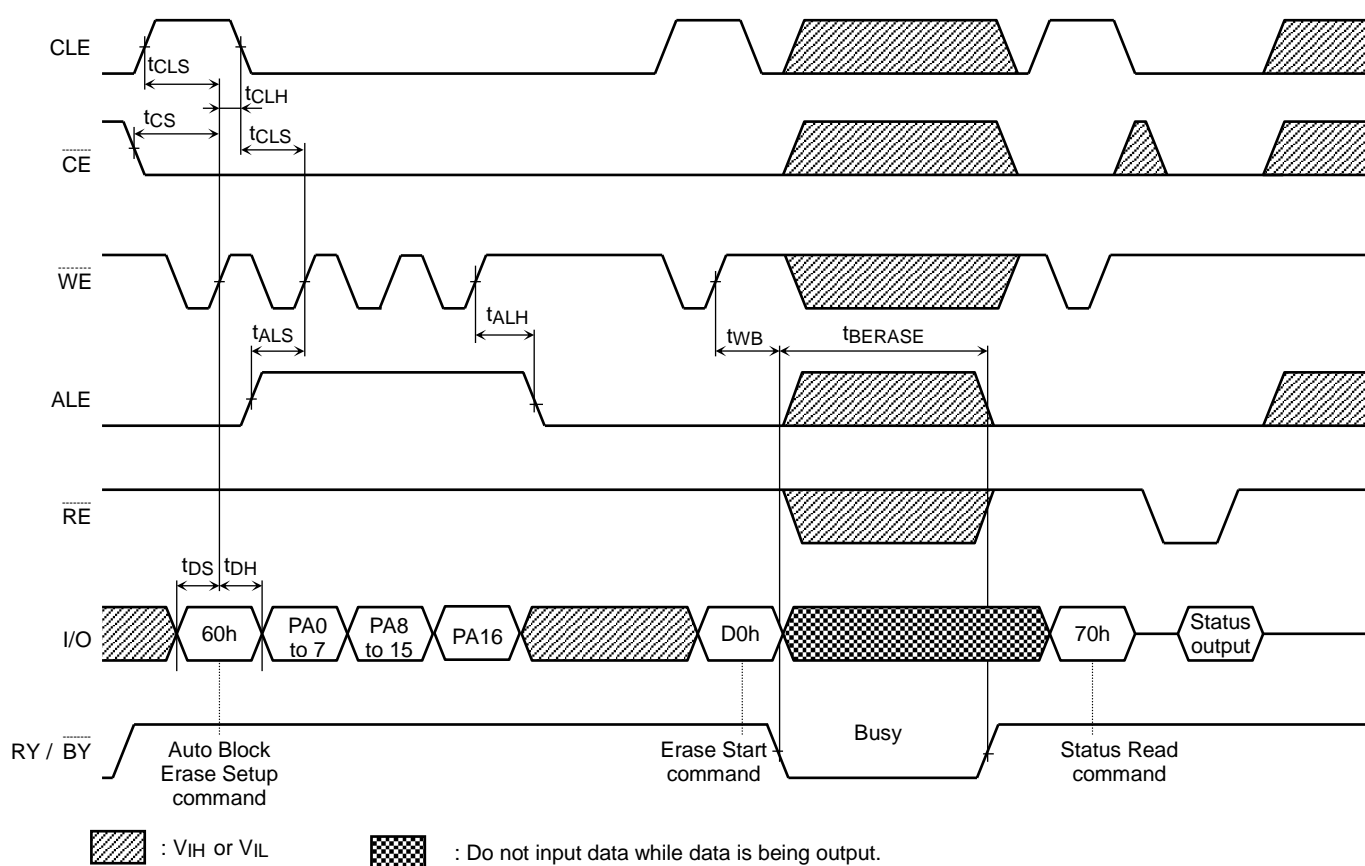 CLE
tCLS
tCLH
tCS
tCLS
CE
WE
tALS
tALH
tWB
tBERASE
ALE
RE
tDS
tDH
I/O
60h
PA0
to 7
PA8
to 15
PA16
D0h
70h
Status
output
RY / BY
Auto Block
Erase Setup
command
Erase Start
command
Busy
Status Read
command
: VIH or VIL
: Do not input data while data is being output.